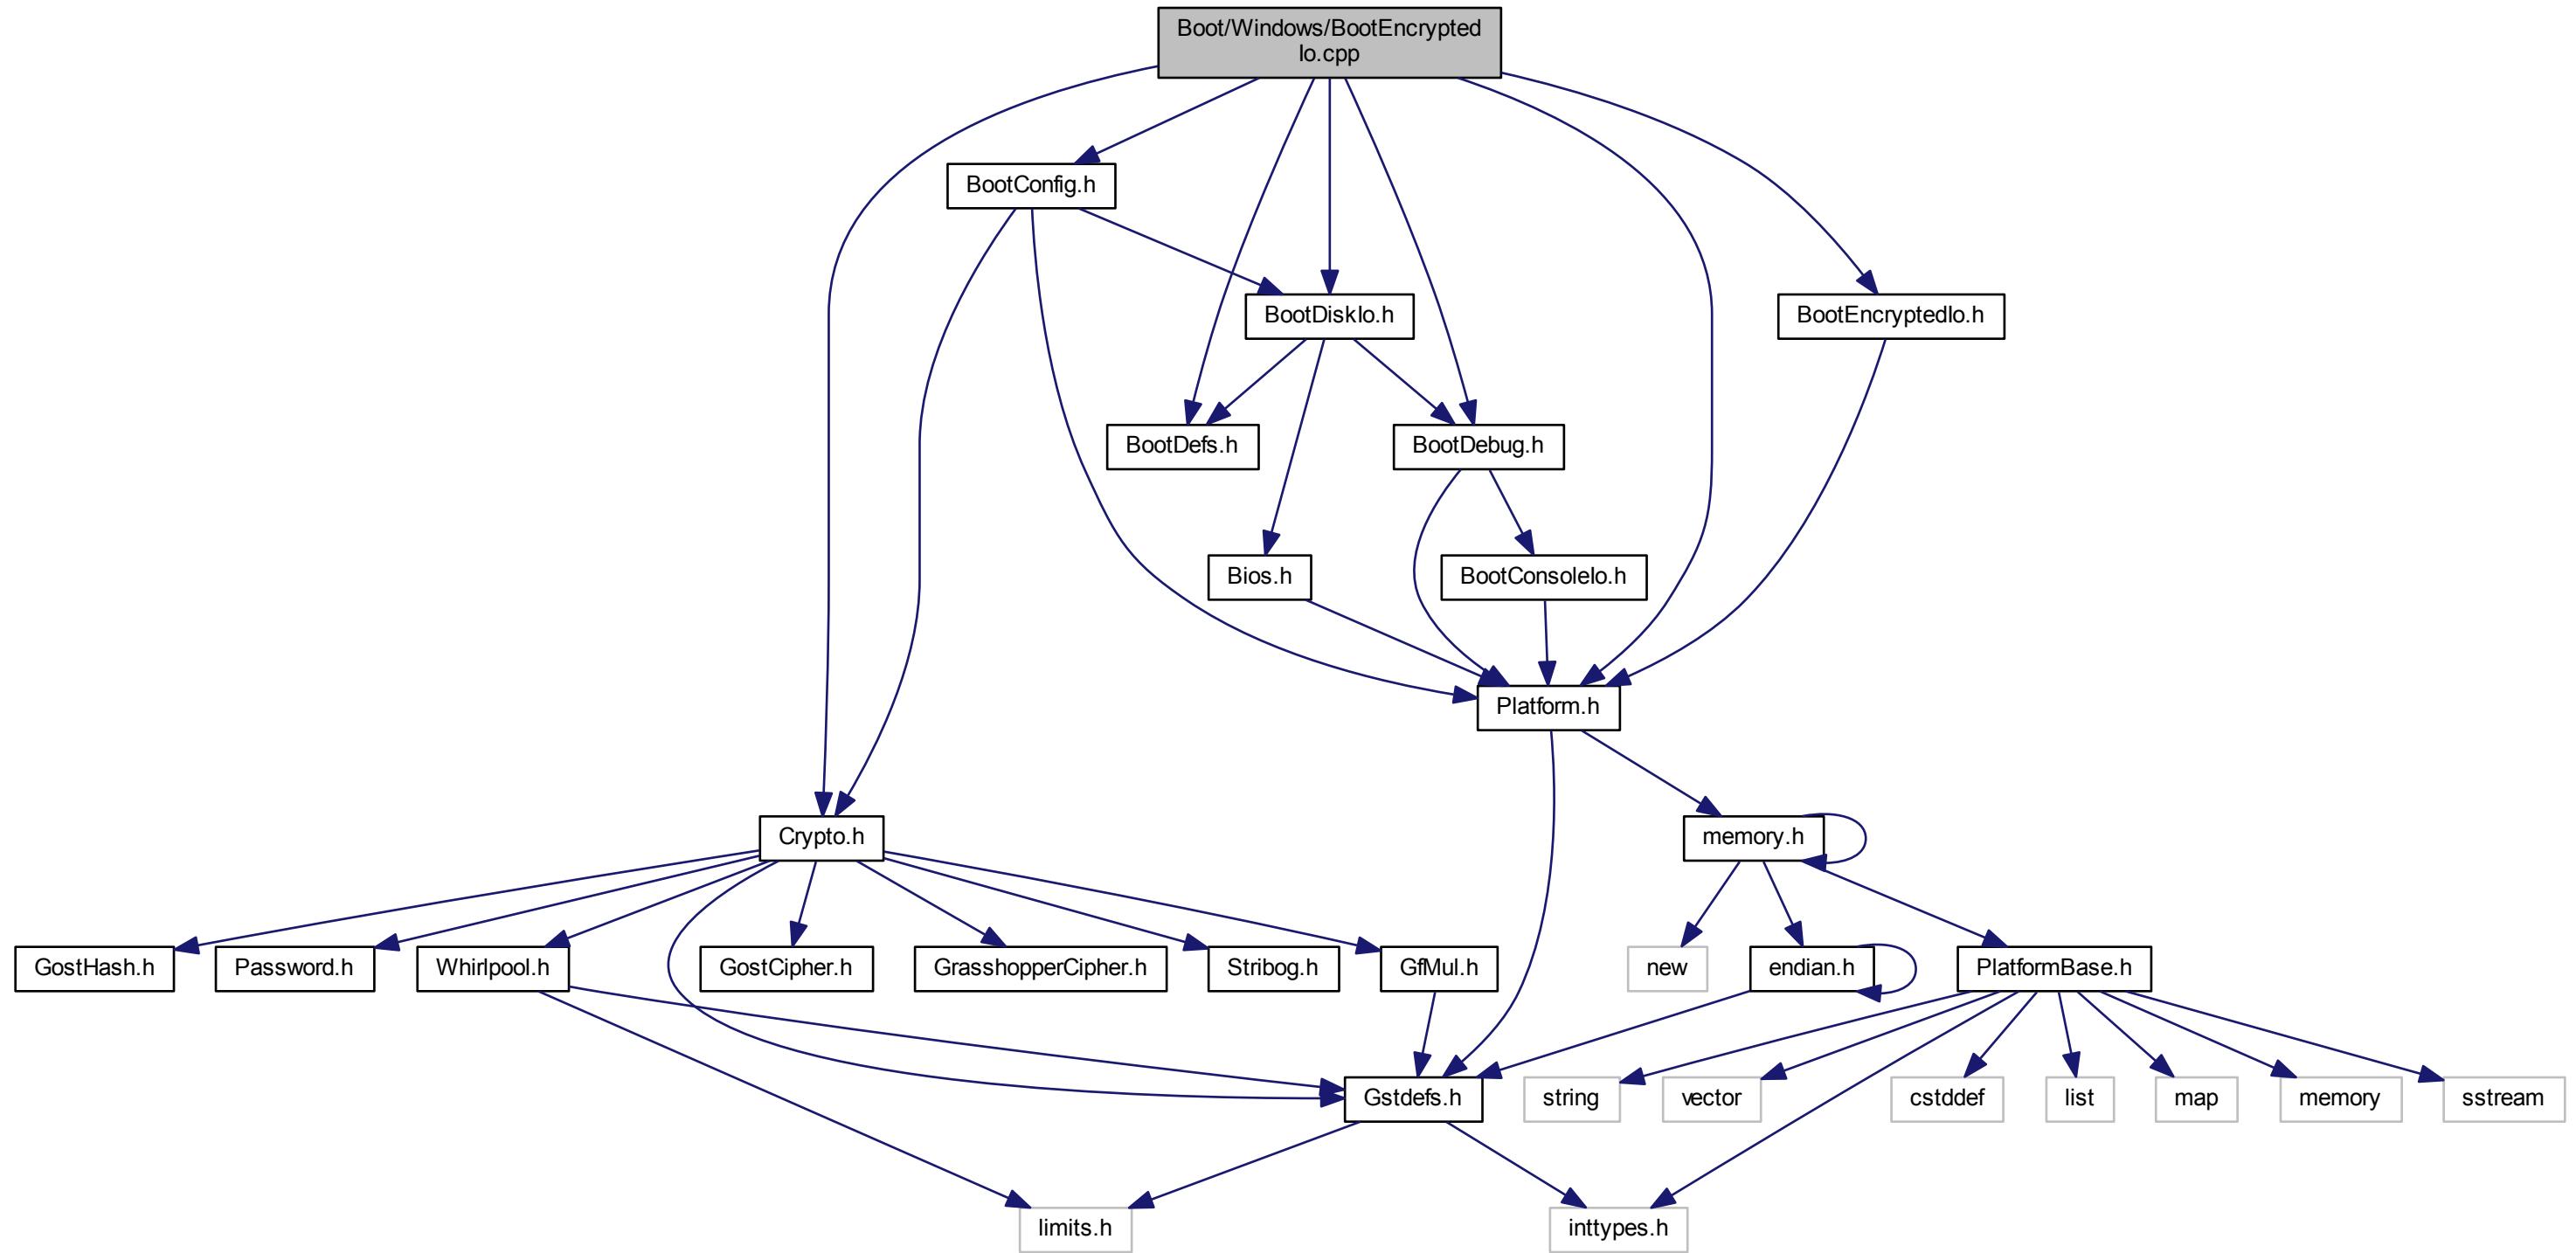 Boot/Windows/BootEncrypted
Io.cpp
BootConfig.h
BootDiskIo.h
BootEncryptedIo.h
BootDefs.h
BootDebug.h
Bios.h
BootConsoleIo.h
Platform.h
Crypto.h
memory.h
GostHash.h
Password.h
Whirlpool.h
GostCipher.h
GrasshopperCipher.h
Stribog.h
GfMul.h
new
endian.h
PlatformBase.h
Gstdefs.h
string
vector
cstddef
list
map
memory
sstream
limits.h
inttypes.h